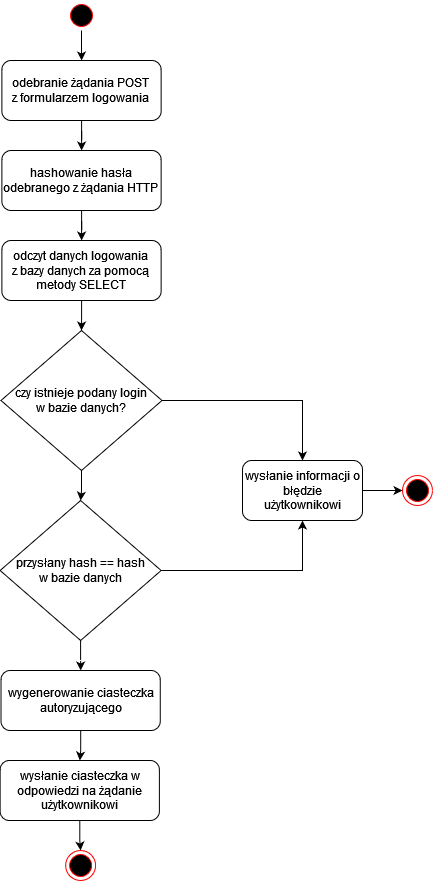 odebranie żądania POST
z formularzem logowania
hashowanie hasła
odebranego z żądania HTTP
odczyt danych logowania
z bazy danych za pomocą
metody SELECT
czy istnieje podany login
w bazie danych?
wysłanie informacji o
błędzie
użytkownikowi
przysłany hash == hash
w bazie danych
wygenerowanie ciasteczka
autoryzującego
wysłanie ciasteczka w
odpowiedzi na żądanie
użytkownikowi